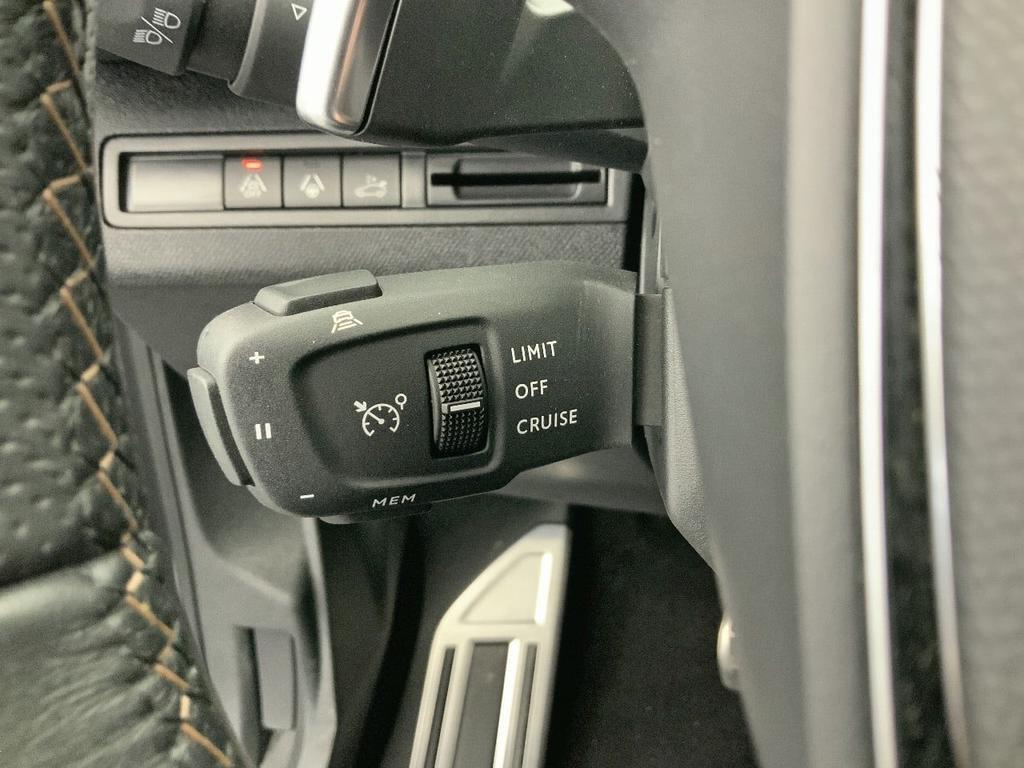 LIMIT
OFF
CRUISE
+
–
MEM